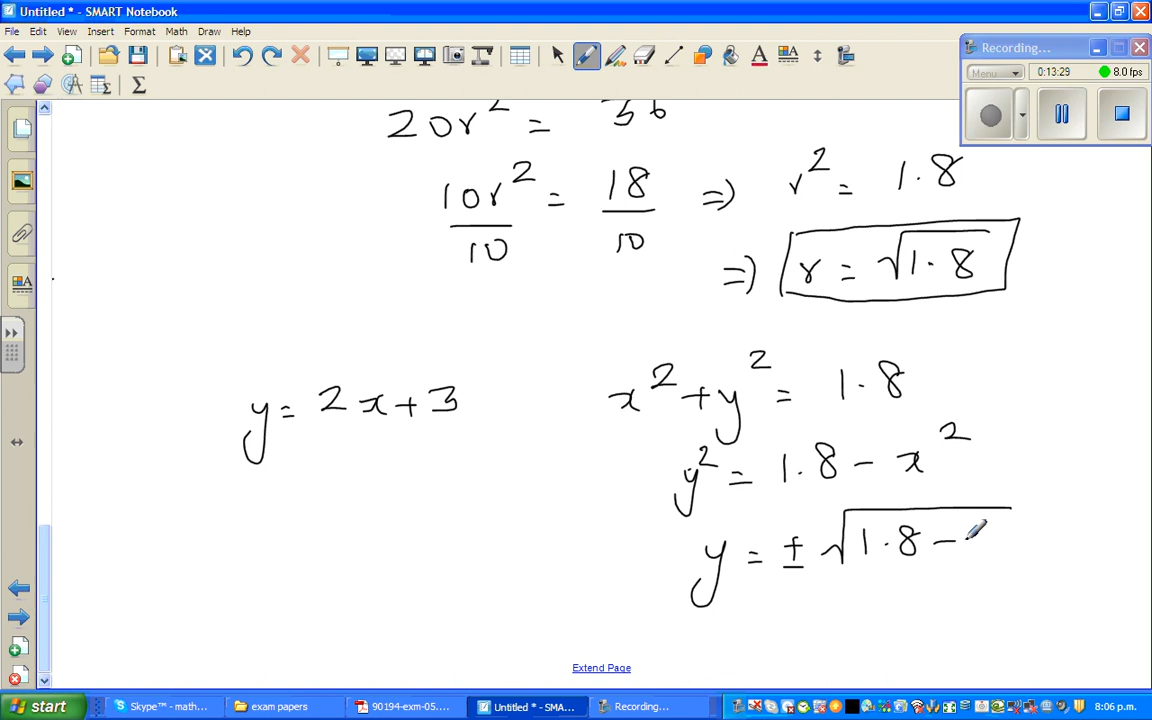 Untitled * - SMART Notebook
File Edit View Insert Format Math Draw Help
Recording...
Menu
0:13:29
8.0 fps
20r² = 36
10r²/10 = 18/10 => r² = 1.8
=> r = √1.8
y = 2x+3
x² + y² = 1.8
y² = 1.8 - x²
y = ± √1.8 -
Extend Page
start
Skype™ - math...
exam papers
90194-exm-05....
Untitled * - SMA...
Recording...
8:06 p.m.